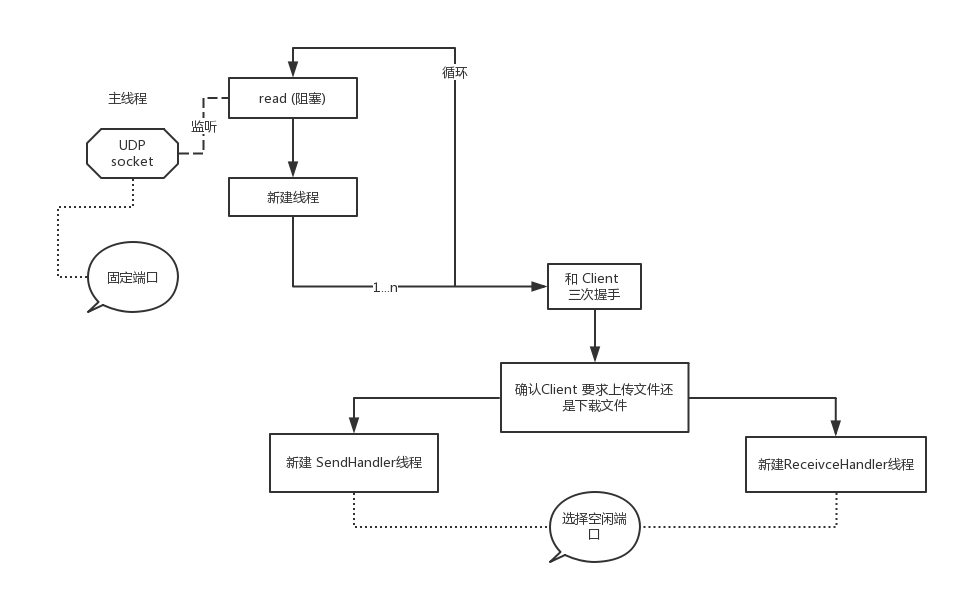 循环
主线程
read (阻塞)
监听
UDP
socket
新建线程
固定端口
1...n
和 Client
三次握手
确认Client 要求上传文件还
是下载文件
新建 SendHandler线程
新建ReceivceHandler线程
选择空闲端
口